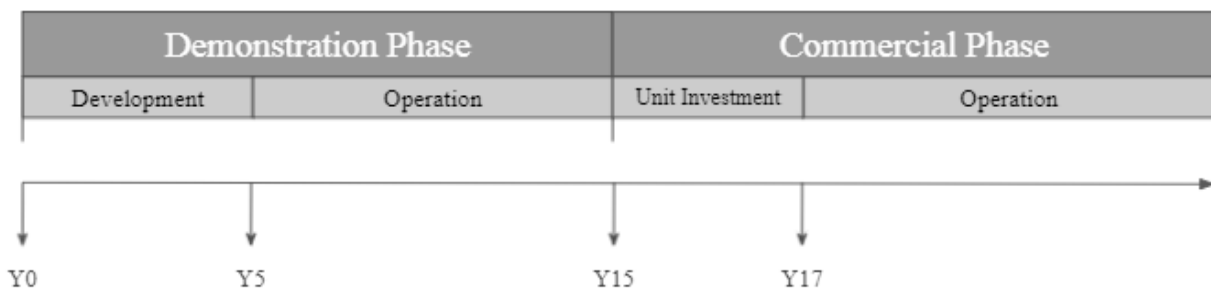 Demonstration Phase Commercial Phase
Development Operation Unit Investment Operation
Y0 Y5 Y15 Y17